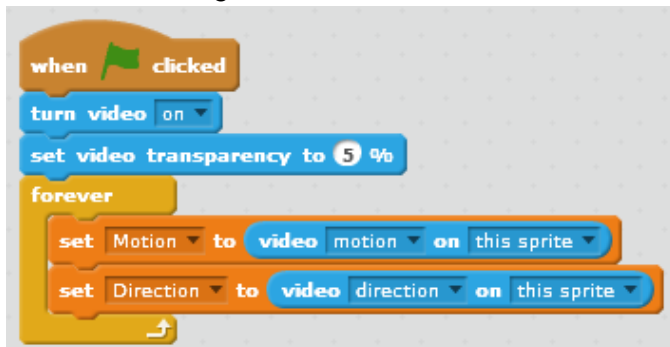 when clicked
turn video on
set video transparency to 5 %
forever
set Motion to video motion on this sprite
set Direction to video direction on this sprite